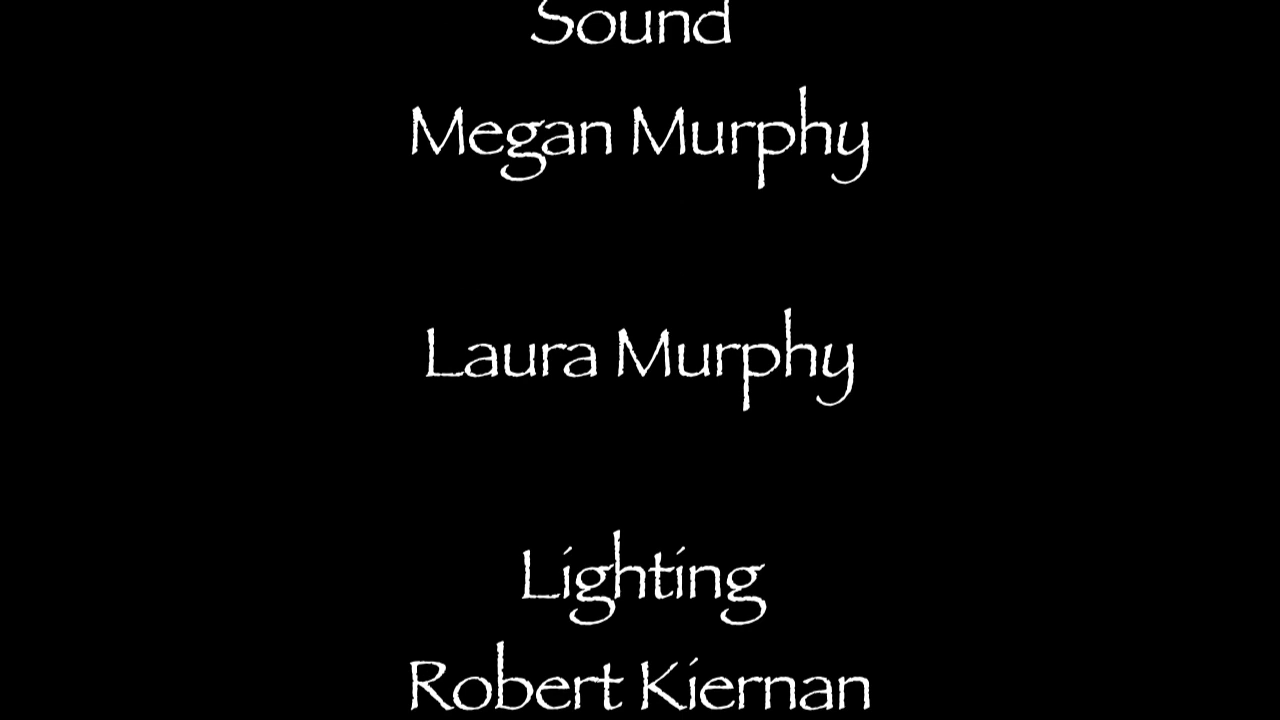 Sound
Megan Murphy
Laura Murphy
Lighting
Robert Kiernan